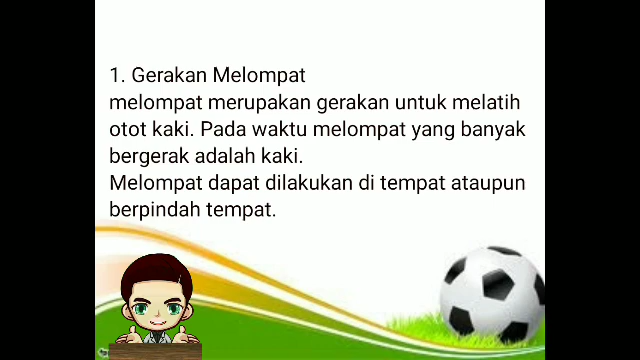 1. Gerakan Melompat
melompat merupakan gerakan untuk melatih
otot kaki. Pada waktu melompat yang banyak
bergerak adalah kaki.
Melompat dapat dilakukan di tempat ataupun
berpindah tempat.